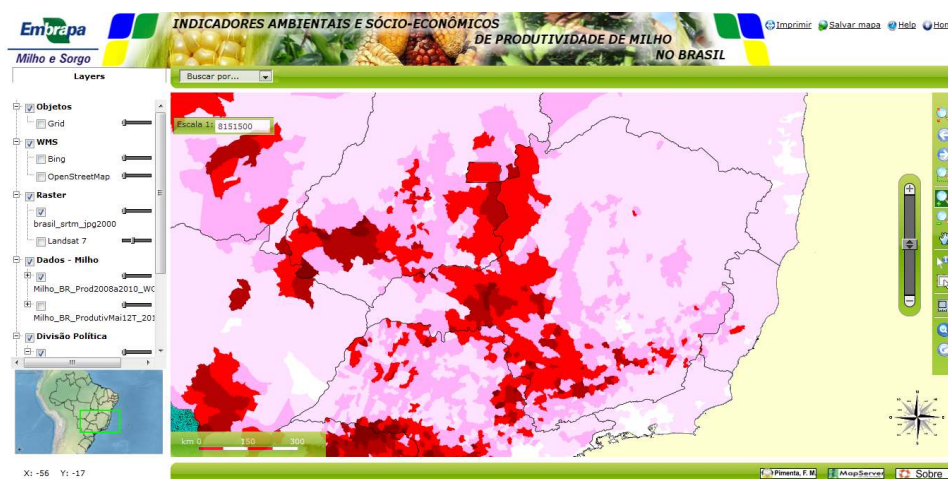 Embrapa
Milho e Sorgo
INDICADORES AMBIENTAIS E SÓCIO-ECONÔMICOS
DE PRODUTIVIDADE DE MILHO
NO BRASIL
Imprimir Salvar mapa Help Hom
Layers
Buscar por...
Objetos
Grid
WMS
Bing
OpenStreetMap
Raster
brasil_srtm_jpg2000
Landsat 7
Dados - Milho
Milho_BR_Prod2008a2010_WG
Milho_BR_ProdutivMai12T_201
Divisão Política
Escala 1: 8151500
km 0 150 300
X: -56 Y: -17
Pimenta, F. M.
MapServer
Sobre